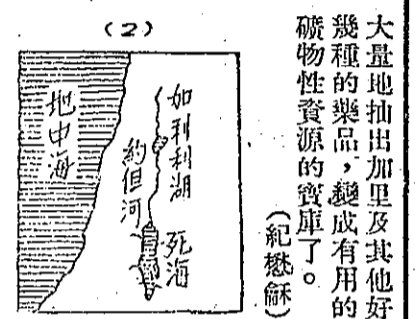 大量地抽出加里及其他好
幾種的藥品，變成有用的
礦物性資源的寶庫了。
（紀懋龢）
（2）
加利利湖
死海
約但河
地中海